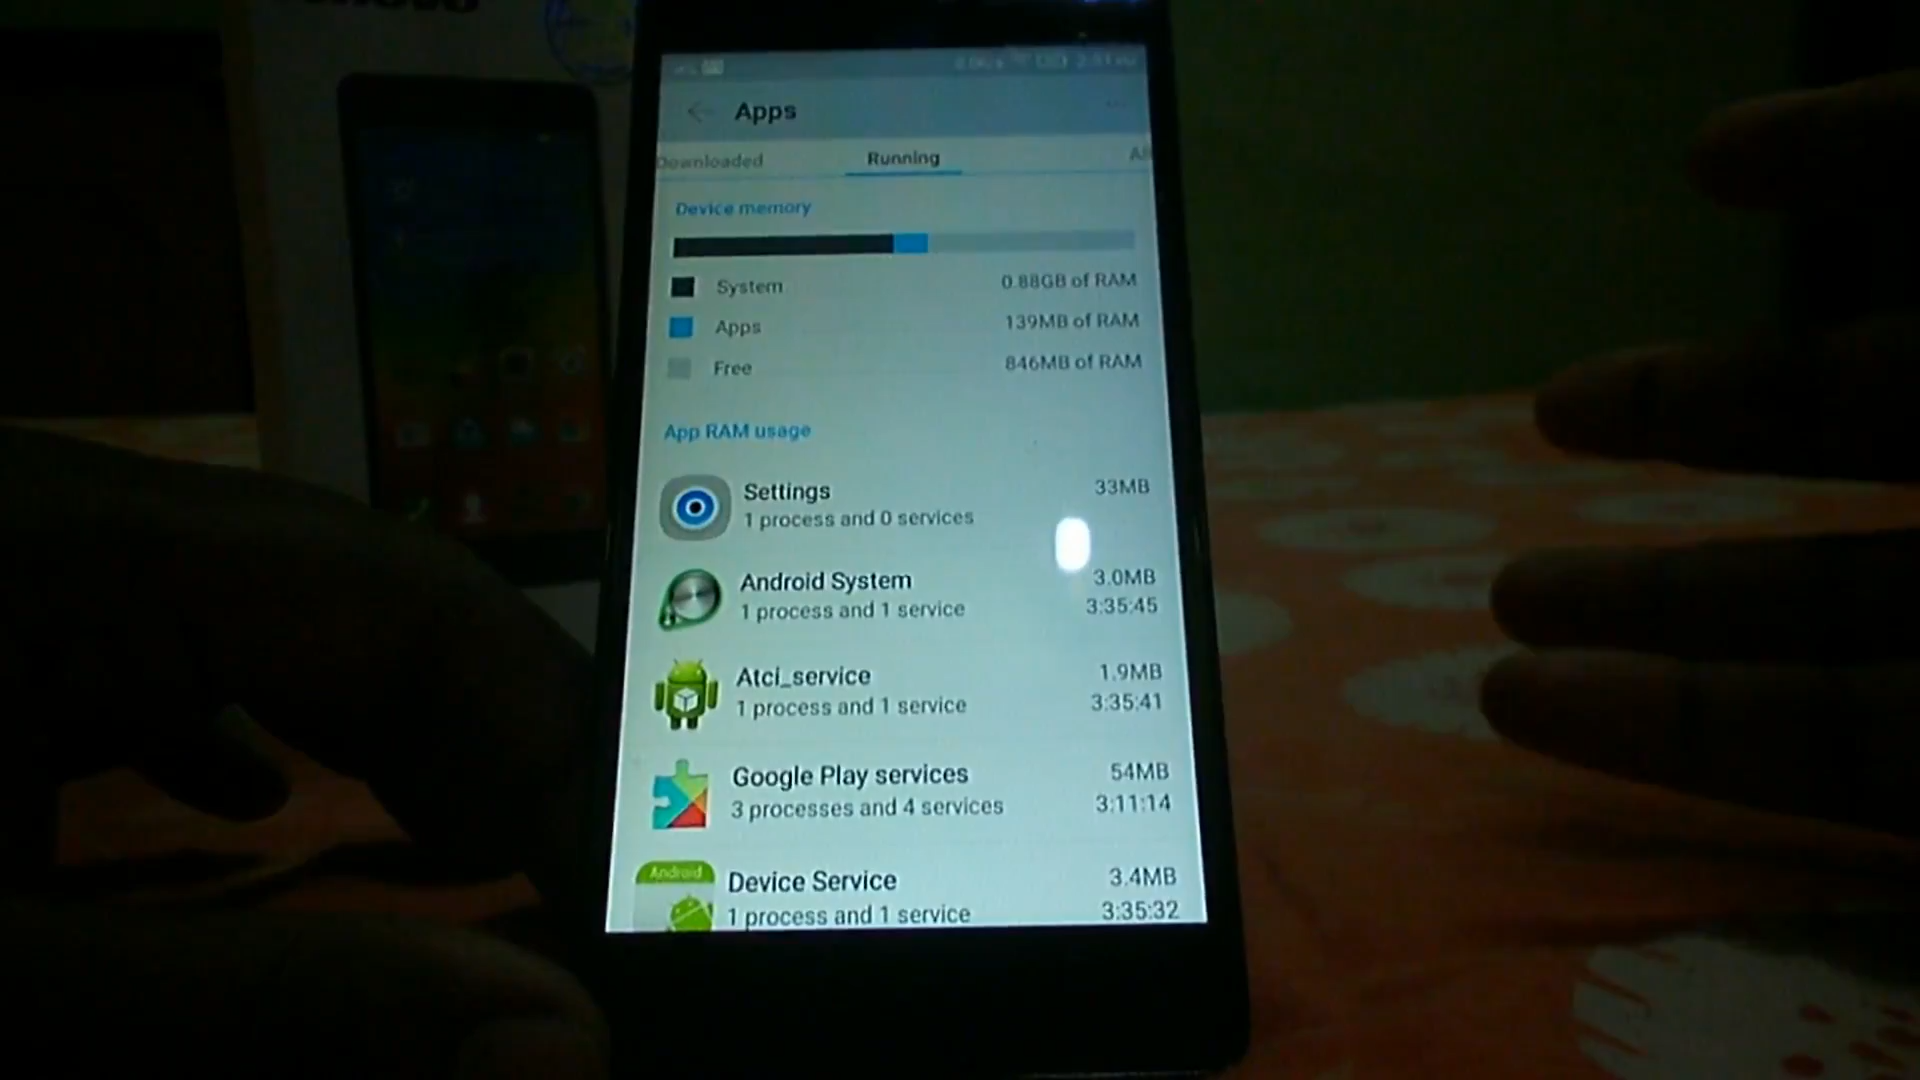 Apps
Downloaded Running All
Device memory
System 0.88GB of RAM
Apps 139MB of RAM
Free 846MB of RAM
App RAM usage
Settings 33MB
1 process and 0 services
Android System 3.0MB
1 process and 1 service 3:35:45
Atci_service 1.9MB
1 process and 1 service 3:35:41
Google Play services 54MB
3 processes and 4 services 3:11:14
Android
Device Service 3.4MB
1 process and 1 service 3:35:32